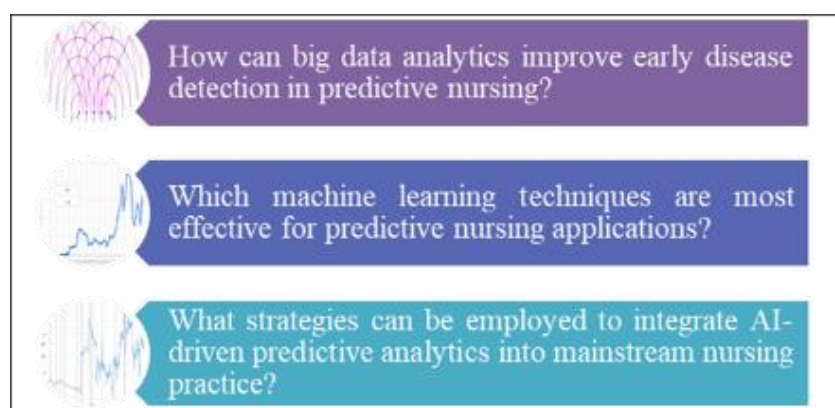 How can big data analytics improve early disease
detection in predictive nursing?
Which machine learning techniques are most
effective for predictive nursing applications?
What strategies can be employed to integrate AI-
driven predictive analytics into mainstream nursing
practice?